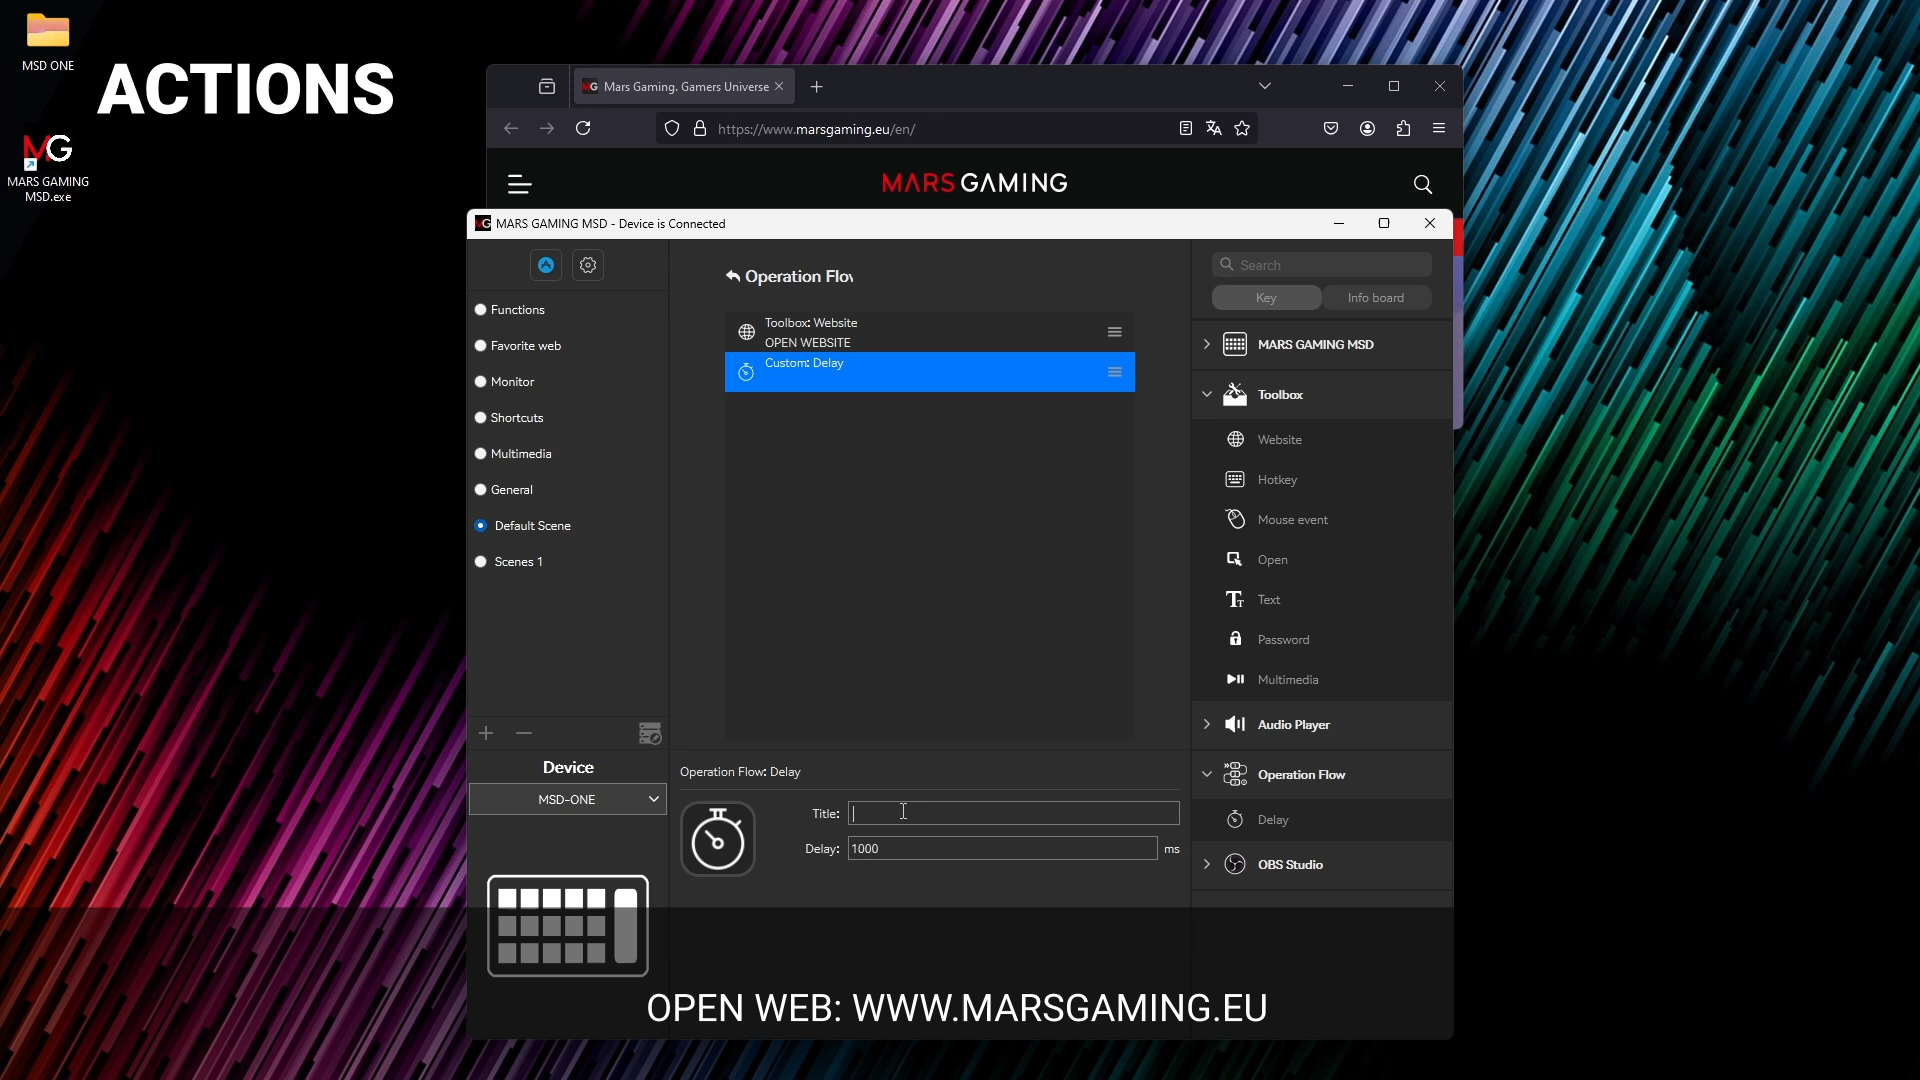 MSD ONE
ACTIONS
MG
MARS GAMING
MSD.exe
MG Mars Gaming. Gamers Universe
https://www.marsgaming.eu/en/
MARS GAMING
MG MARS GAMING MSD - Device is Connected
Functions
Favorite web
Monitor
Shortcuts
Multimedia
General
Default Scene
Scenes 1
Device
MSD-ONE
Operation Flow
Toolbox: Website
OPEN WEBSITE
Custom: Delay
Operation Flow: Delay
Title:
Delay: 1000 ms
Search
Key Info board
MARS GAMING MSD
Toolbox
Website
Hotkey
Mouse event
Open
Text
Password
Multimedia
Audio Player
Operation Flow
Delay
OBS Studio
OPEN WEB: WWW.MARSGAMING.EU